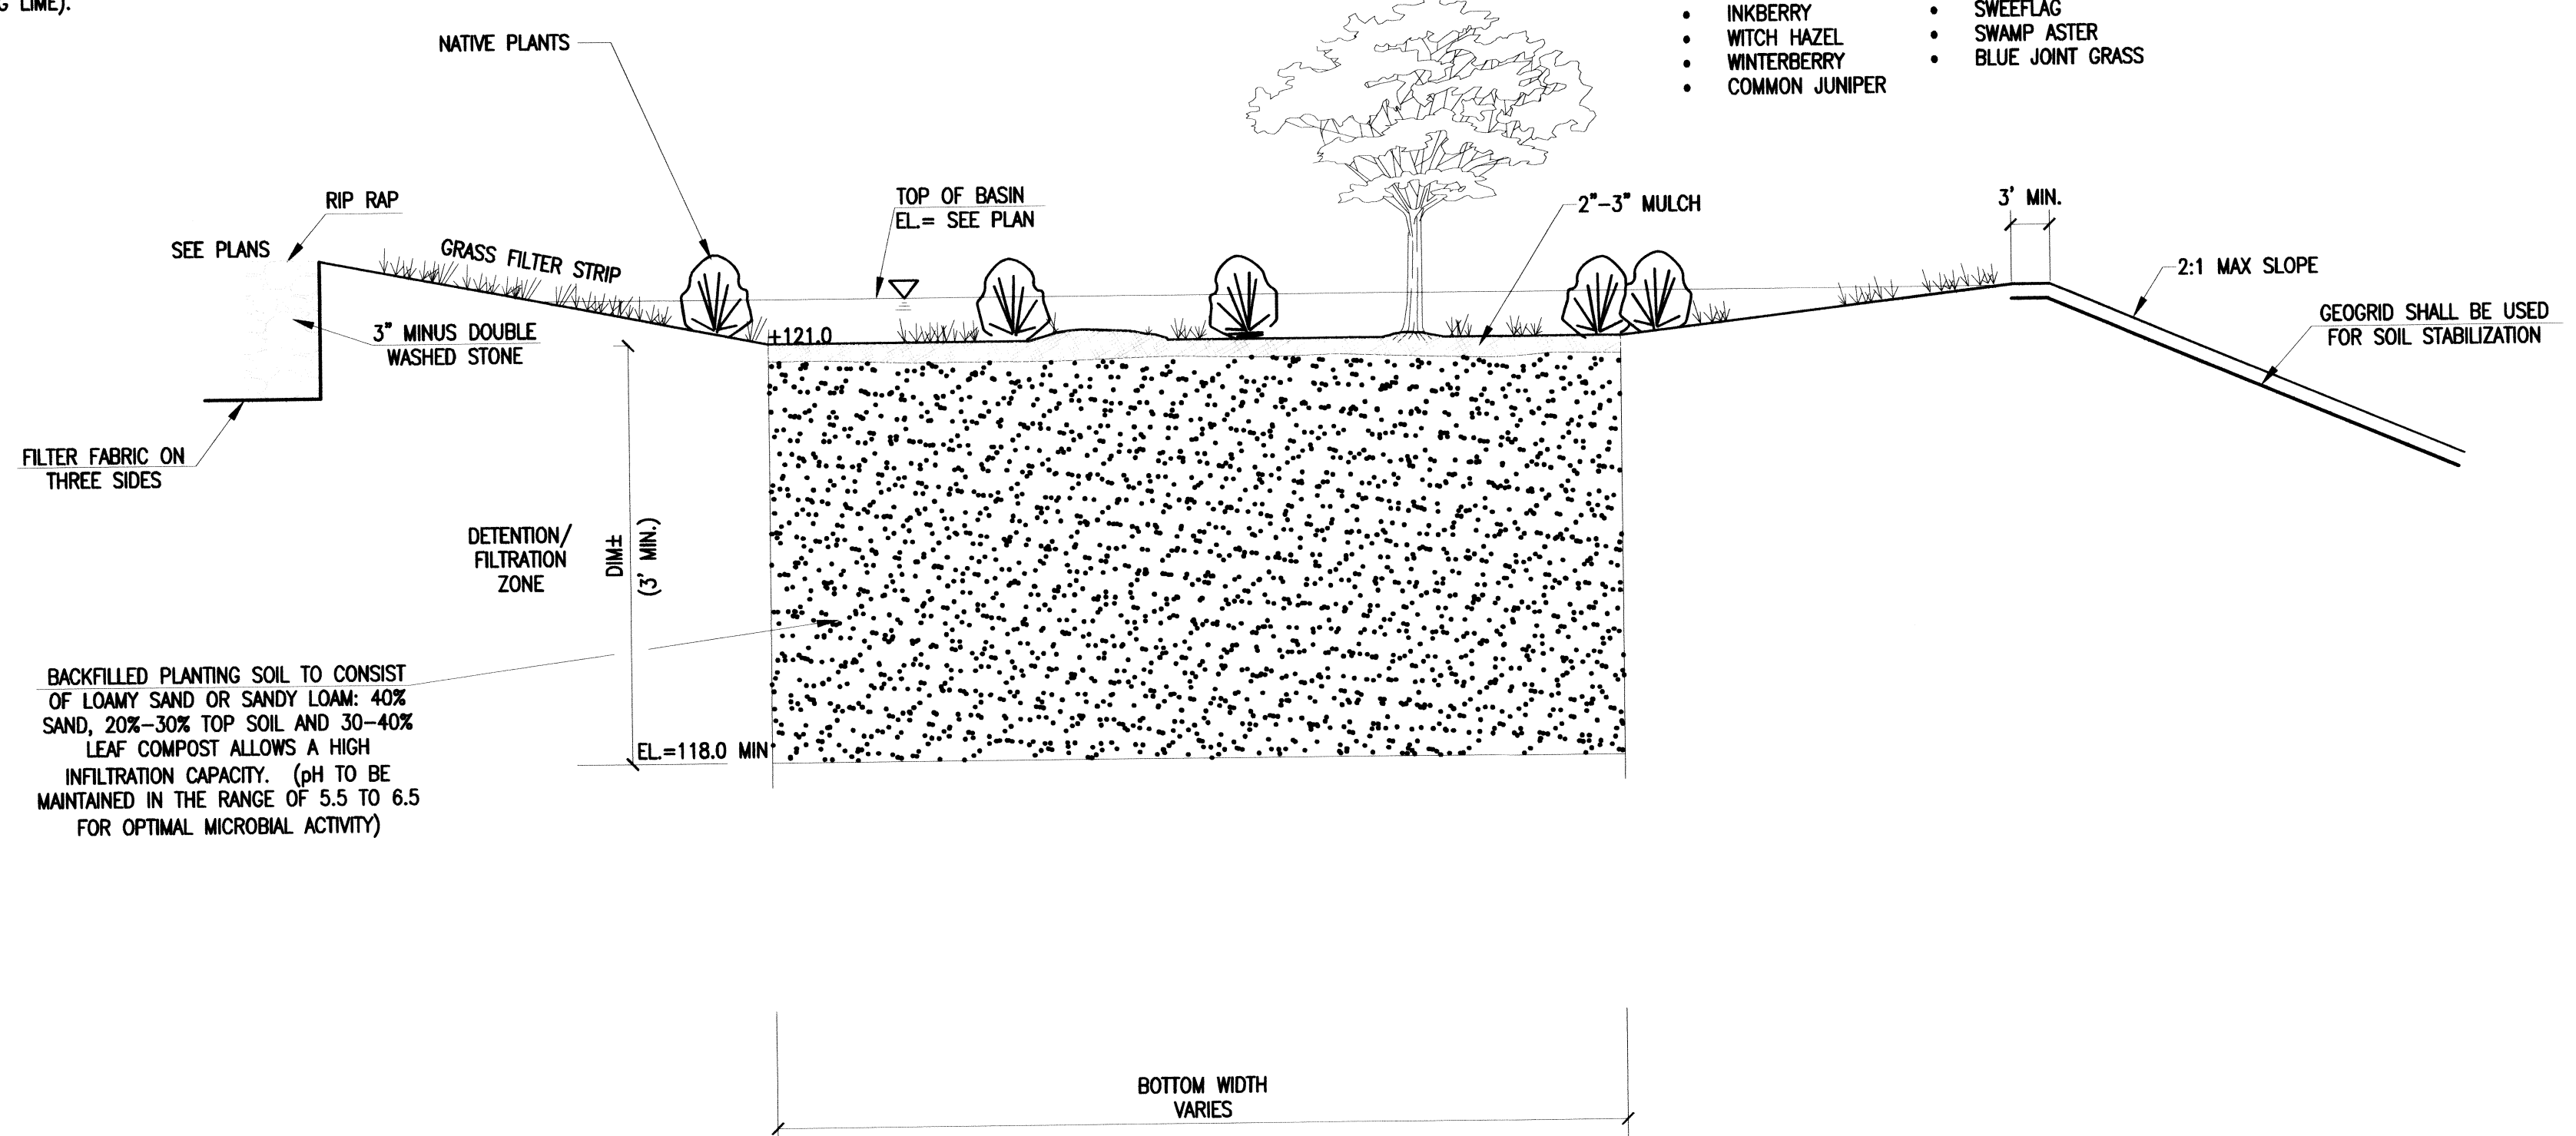 G LIME).
• INKBERRY
• WITCH HAZEL
• WINTERBERRY
• COMMON JUNIPER
• SWEEFLAG
• SWAMP ASTER
• BLUE JOINT GRASS
NATIVE PLANTS
RIP RAP
SEE PLANS
GRASS FILTER STRIP
TOP OF BASIN
EL.= SEE PLAN
2"-3" MULCH
3' MIN.
2:1 MAX SLOPE
GEOGRID SHALL BE USED
FOR SOIL STABILIZATION
3" MINUS DOUBLE
WASHED STONE
+121.0
FILTER FABRIC ON
THREE SIDES
DETENTION/
FILTRATION
ZONE
DIM±
(3' MIN.)
BACKFILLED PLANTING SOIL TO CONSIST
OF LOAMY SAND OR SANDY LOAM: 40%
SAND, 20%-30% TOP SOIL AND 30-40%
LEAF COMPOST ALLOWS A HIGH
INFILTRATION CAPACITY. (pH TO BE
MAINTAINED IN THE RANGE OF 5.5 TO 6.5
FOR OPTIMAL MICROBIAL ACTIVITY)
EL.=118.0 MIN
BOTTOM WIDTH
VARIES